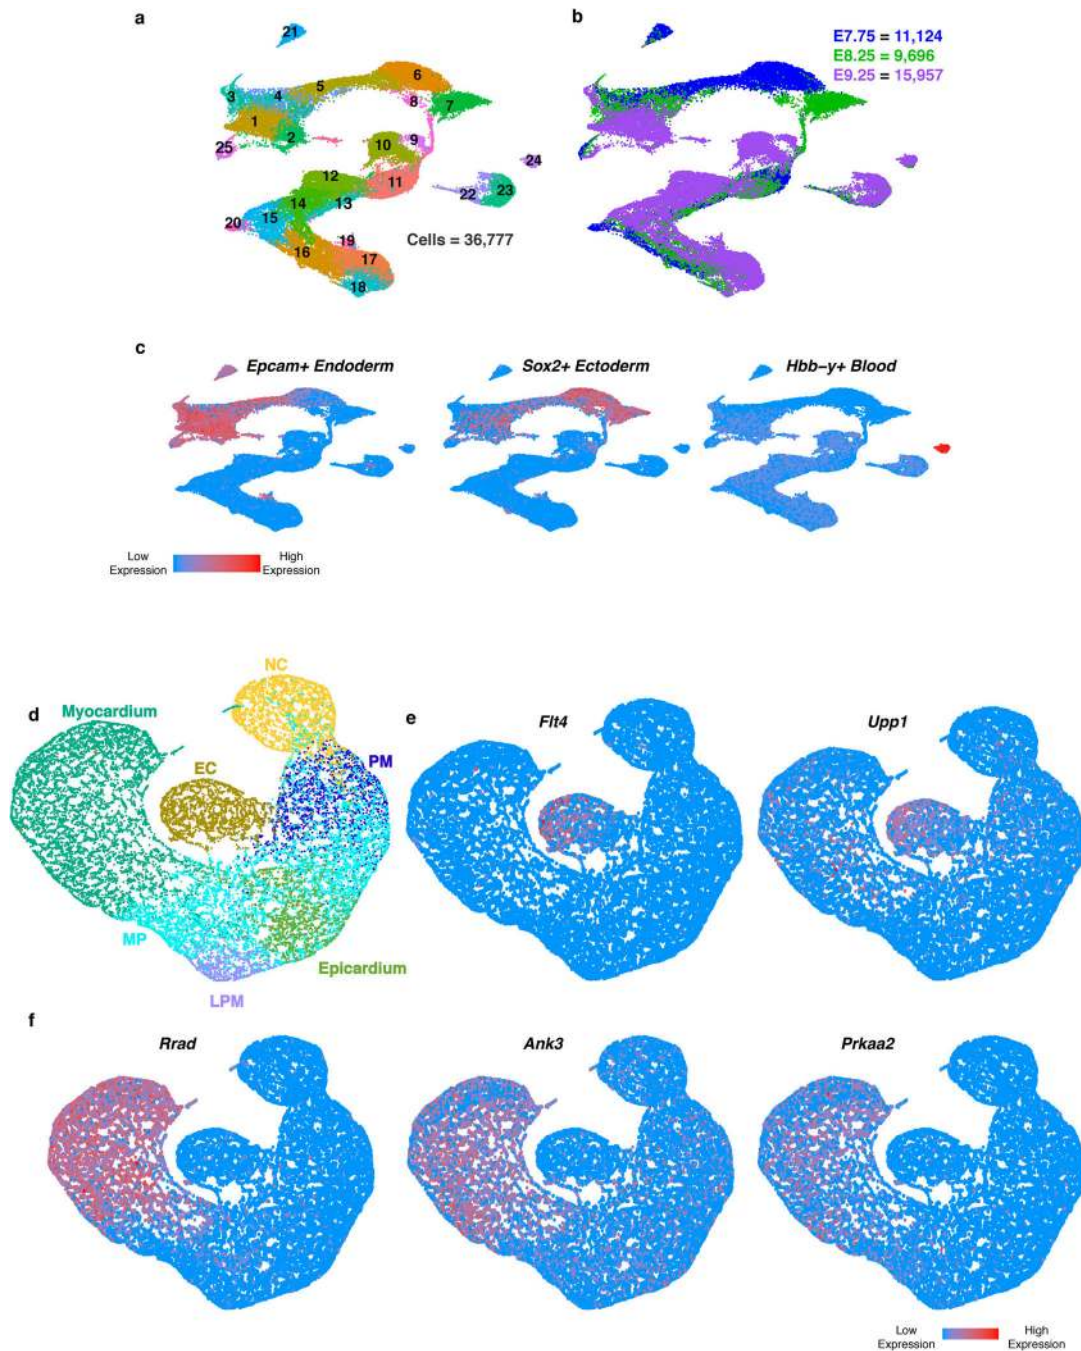 a
21
5
6
3
4
8
7
1
2
25
10
9
24
12
11
22
23
14
13
15
20
19
Cells = 36,777
16
17
18
b
E7.75 = 11,124
E8.25 = 9,696
E9.25 = 15,957
c
Epcam+ Endoderm
Sox2+ Ectoderm
Hbb-y+ Blood
Low Expression
High Expression
d
NC
Myocardium
EC
PM
MP
Epicardium
LPM
e
Flt4
Upp1
f
Rrad
Ank3
Prkaa2
Low Expression
High Expression